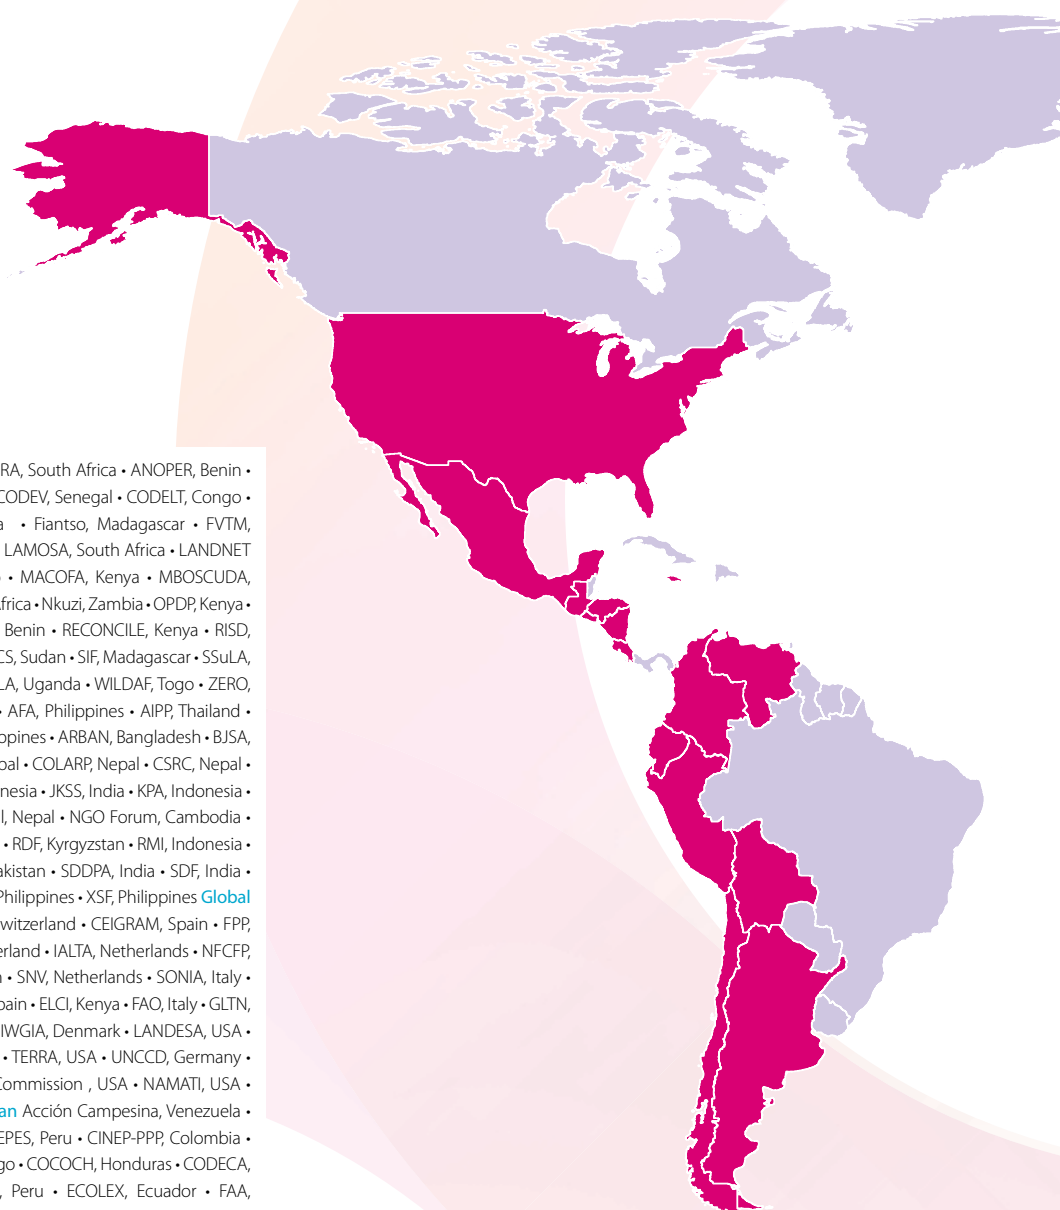 RA, South Africa • ANOPER, Benin •
CODEV, Senegal • CODELT, Congo •
• Fiantso, Madagascar • FVTM,
LAMOSA, South Africa • LANDNET
• MACOFA, Kenya • MBOSCUDA,
frica • Nkuzi, Zambia • OPDP, Kenya •
Benin • RECONCILE, Kenya • RISD,
CS, Sudan • SIF, Madagascar • SSuLA,
LA, Uganda • WILDAF, Togo • ZERO,
• AFA, Philippines • AIPP, Thailand •
opines • ARBAN, Bangladesh • BJSA,
pal • COLARP, Nepal • CSRC, Nepal •
nesia • JKSS, India • KPA, Indonesia •
l, Nepal • NGO Forum, Cambodia •
• RDF, Kyrgyzstan • RMI, Indonesia •
akistan • SDDPA, India • SDF, India •
Philippines • XSF, Philippines Global
witzerland • CEIGRAM, Spain • FPP,
erland • IALTA, Netherlands • NFCFP,
n • SNV, Netherlands • SONIA, Italy •
pain • ELCI, Kenya • FAO, Italy • GLTN,
IWGIA, Denmark • LANDESA, USA •
• TERRA, USA • UNCCD, Germany •
Commission , USA • NAMATI, USA •
an Acción Campesina, Venezuela •
EPES, Peru • CINEP-PPP, Colombia •
go • COCOCH, Honduras • CODECA,
, Peru • ECOLEX, Ecuador • FAA,